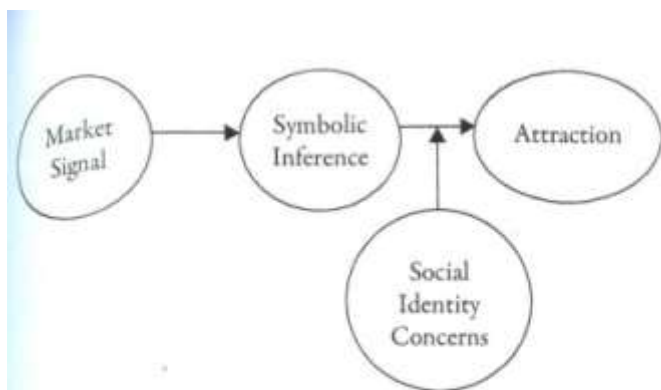 Market
Signal
Symbolic
Inference
Attraction
Social
Identity
Concerns